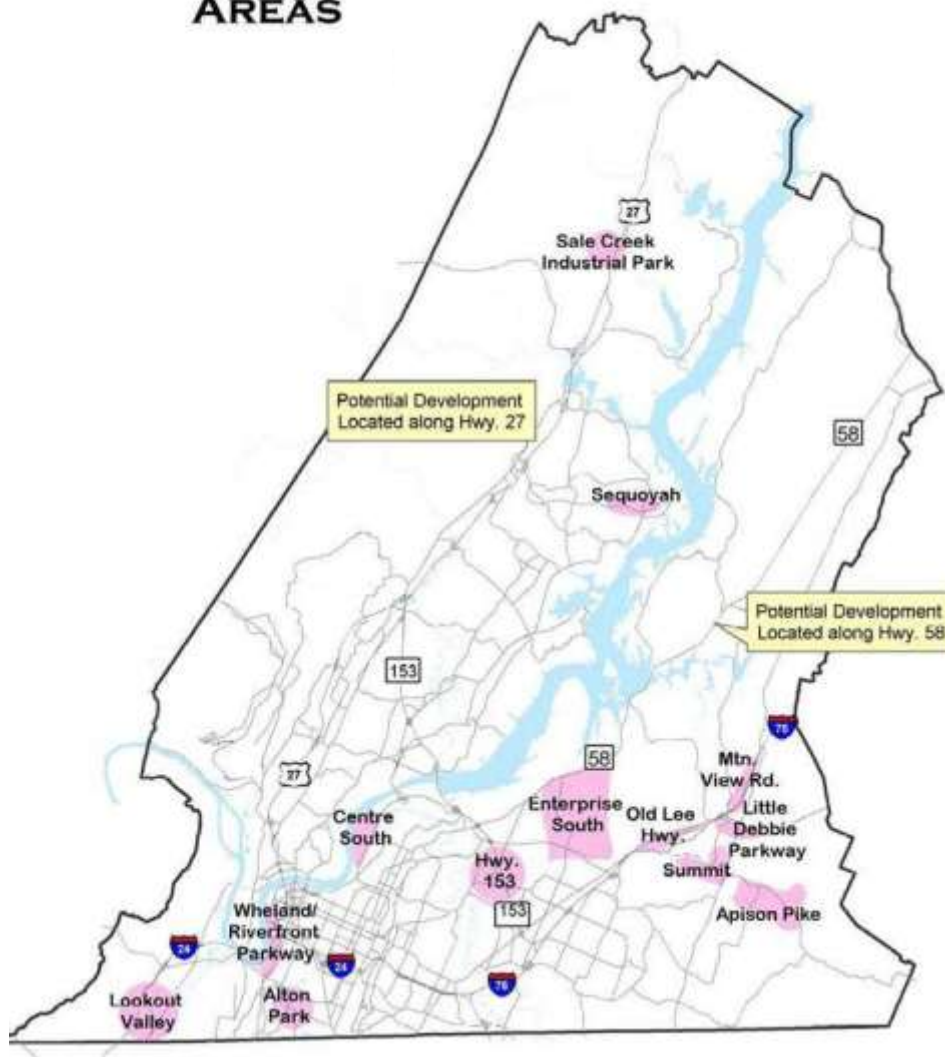 AREAS
27
Sale Creek
Industrial Park
Potential Development
Located along Hwy. 27
58
Sequoyah
Potential Development
Located along Hwy. 58
153
76
58
Mtn.
View Rd.
27
Centre
South
Enterprise
South
Old Lee
Hwy.
Little
Debbie
Parkway
Hwy.
153
Summit
153
Apison Pike
Wheland/
Riverfront
Parkway
24
24
76
Lookout
Valley
Alton
Park